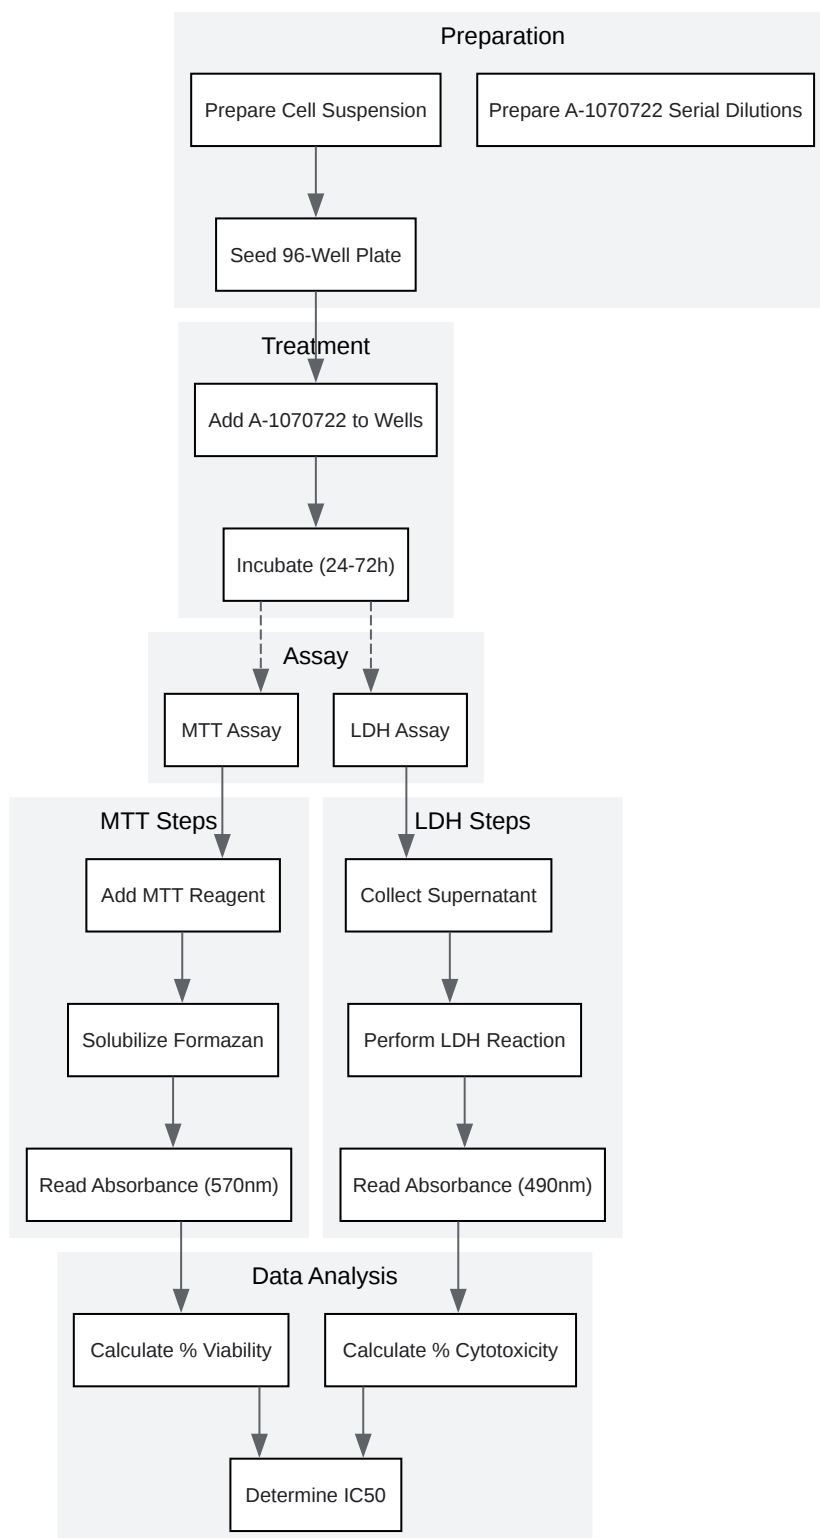 Preparation
Prepare Cell Suspension
Prepare A-1070722 Serial Dilutions
Seed 96-Well Plate
Treatment
Add A-1070722 to Wells
Incubate (24-72h)
Assay
MTT Assay
LDH Assay
MTT Steps
LDH Steps
Add MTT Reagent
Collect Supernatant
Solubilize Formazan
Perform LDH Reaction
Read Absorbance (570nm)
Read Absorbance (490nm)
Data Analysis
Calculate % Viability
Calculate % Cytotoxicity
Determine IC50